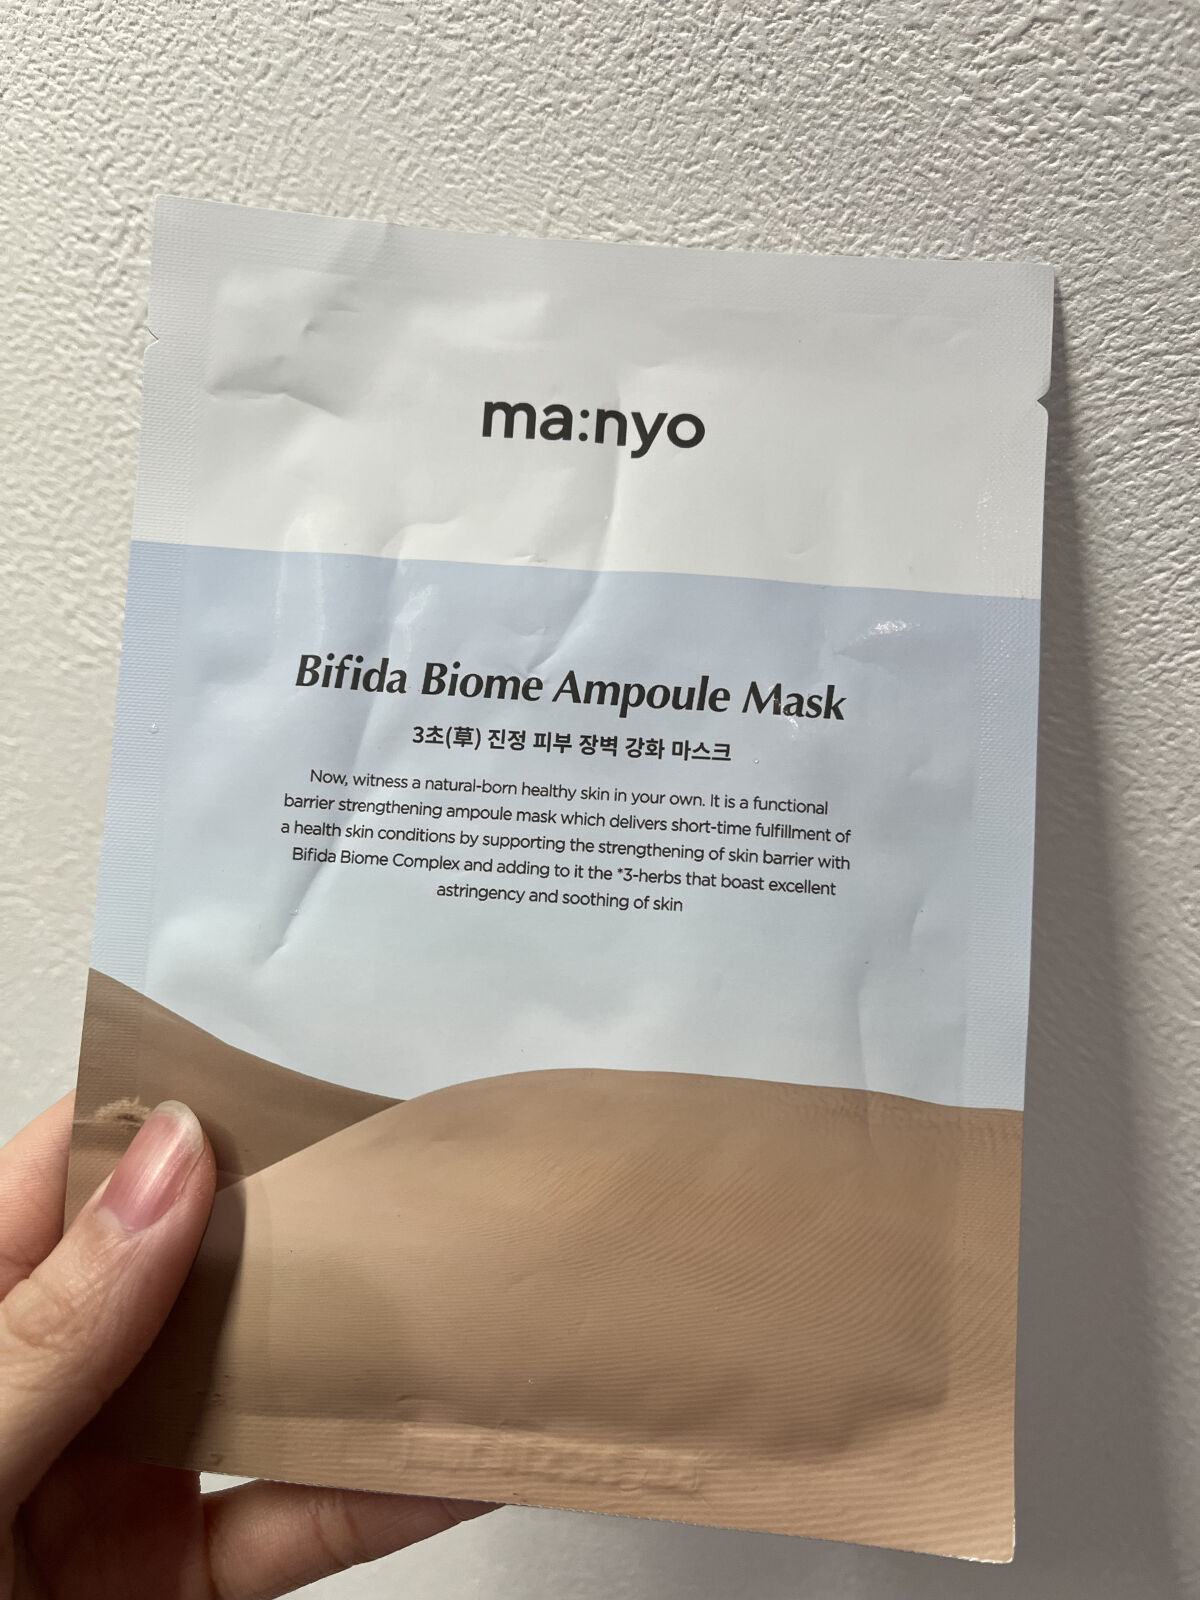 ma:nyo
Bifida Biome Ampoule Mask
3초(草) 진정 피부 장벽 강화 마스크
Now, witness a natural-born healthy skin in your own. It is a functional
barrier strengthening ampoule mask which delivers short-time fulfillment of
a health skin conditions by supporting the strengthening of skin barrier with
Bifida Biome Complex and adding to it the *3-herbs that boast excellent
astringency and soothing of skin